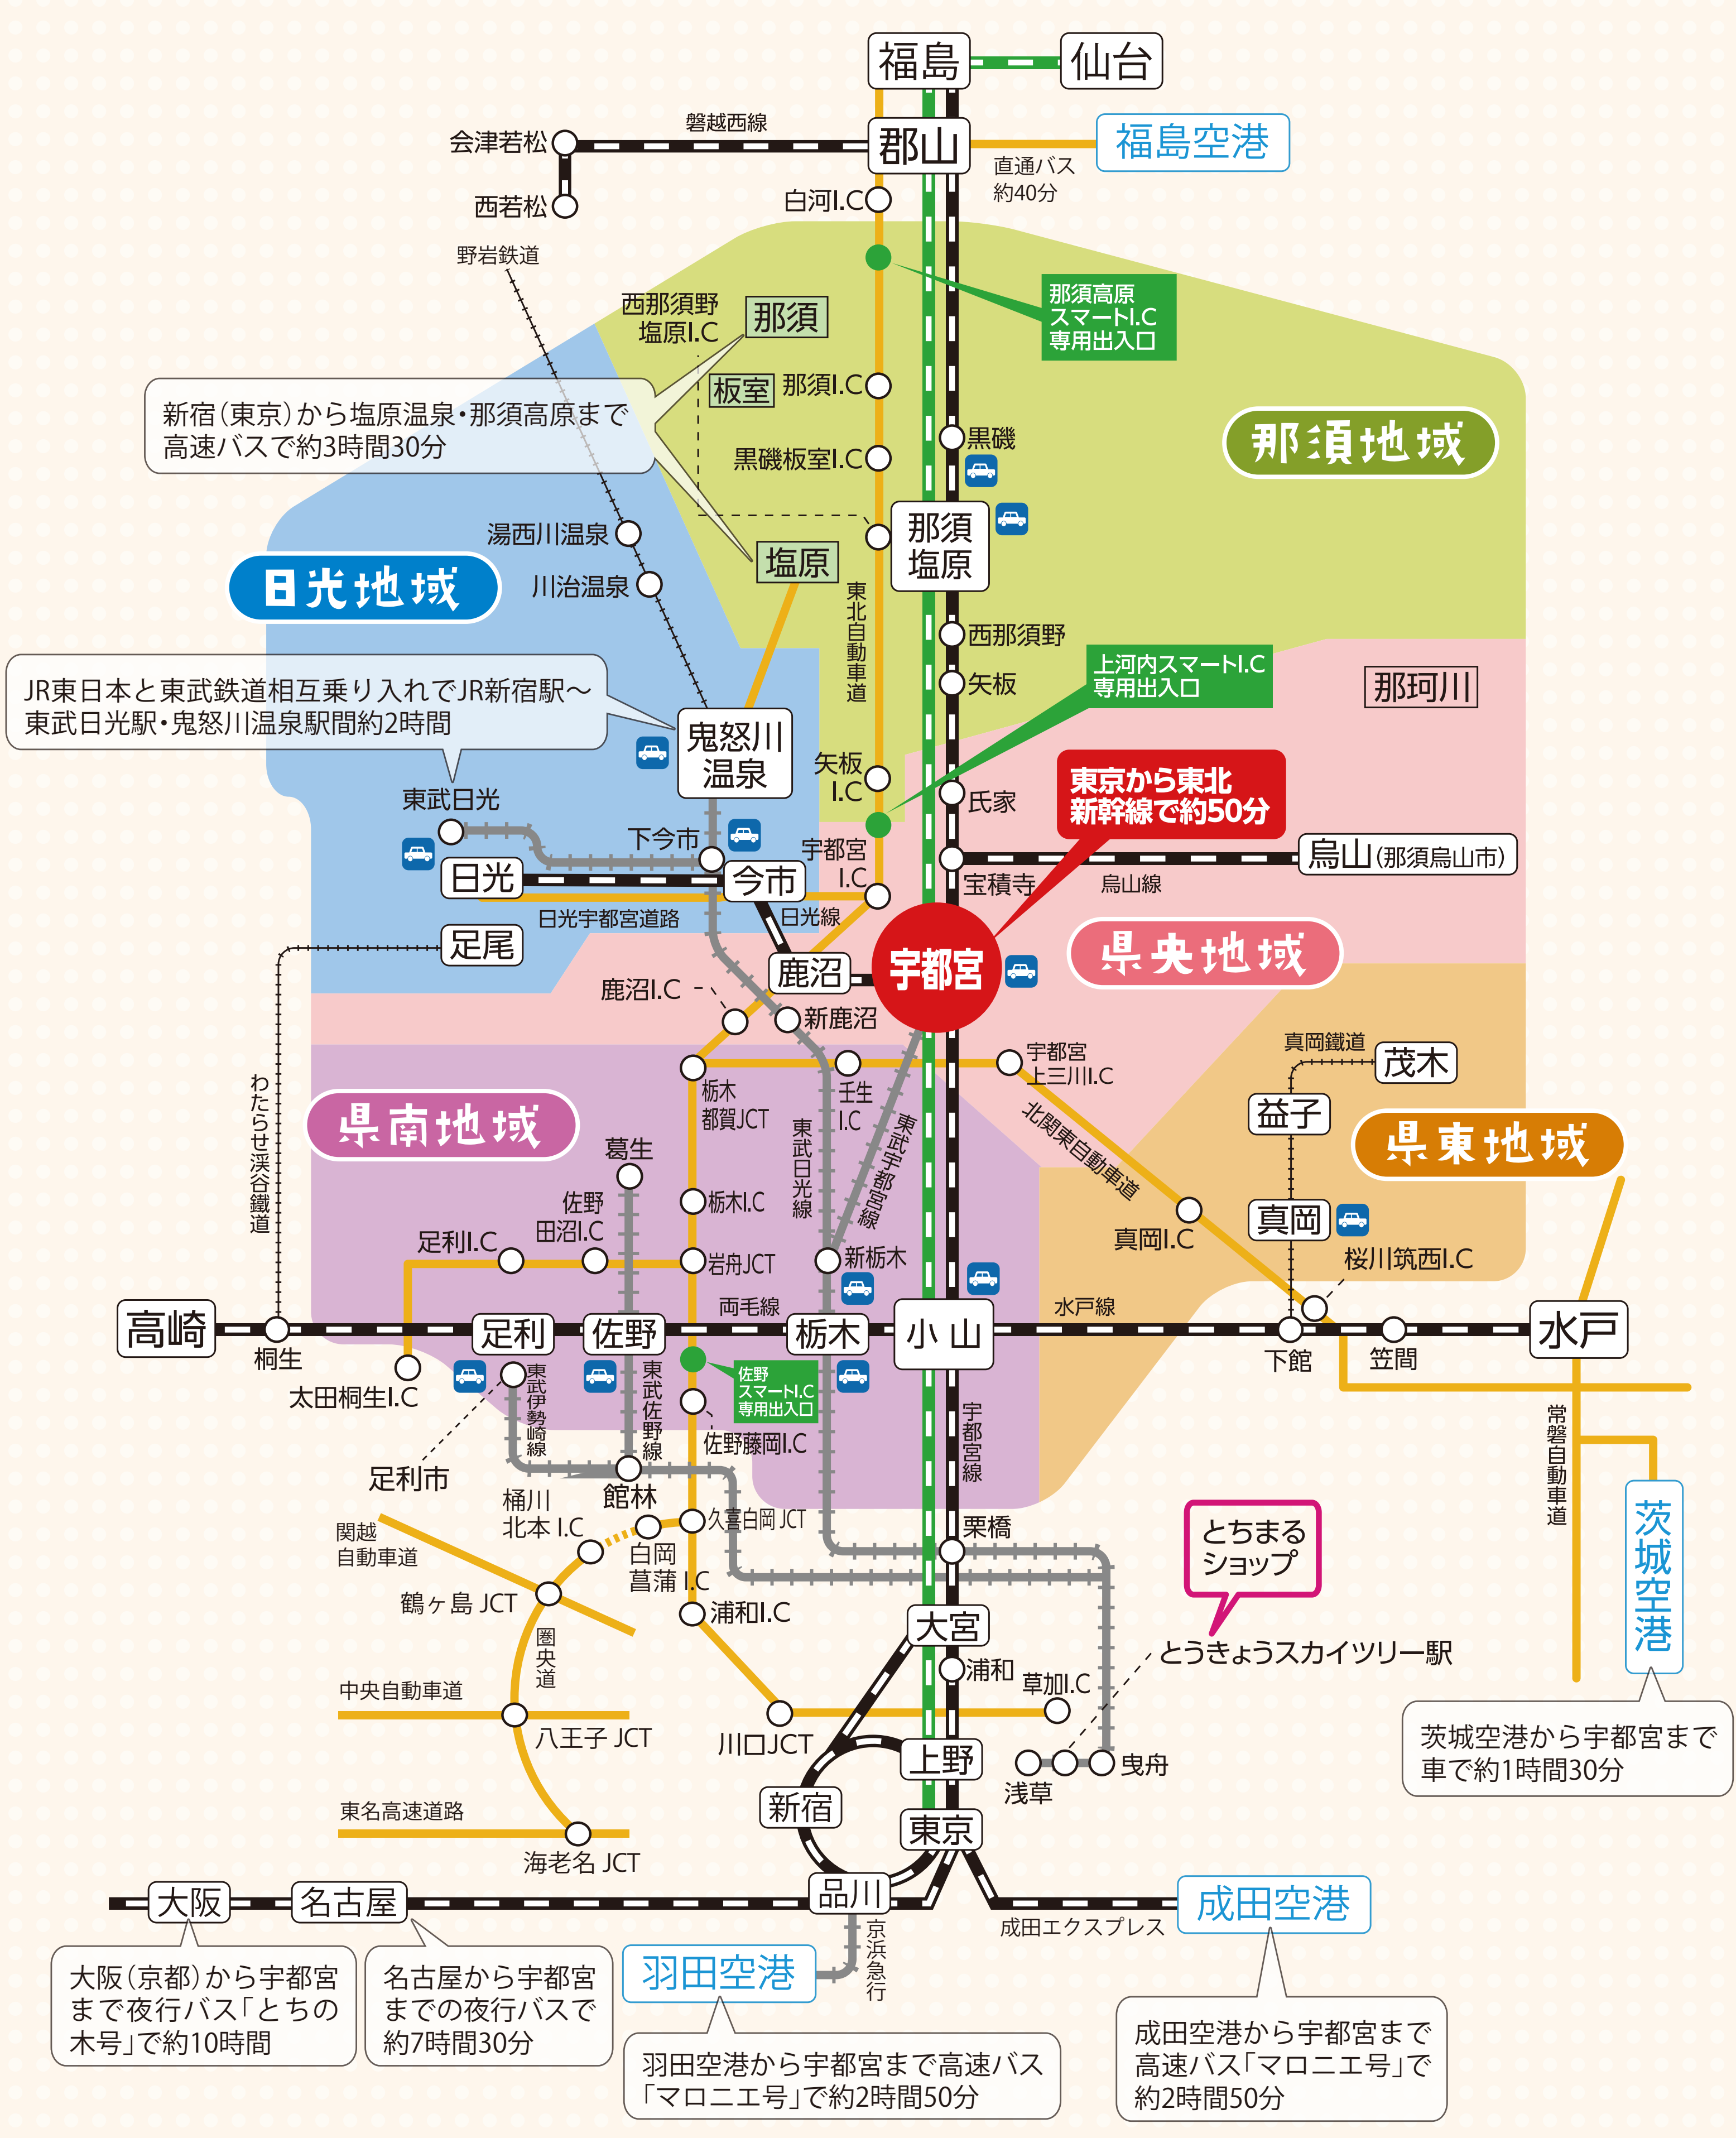 福島
仙台
磐越西線
会津若松
郡山
福島空港
直通バス
約40分
西若松
白河I.C
野岩鉄道
那須高原
スマートI.C
専用出入口
西那須野
塩原I.C
那須
板室
那須I.C
新宿（東京）から塩原温泉・那須高原まで
高速バスで約3時間30分
那須地域
黒磯
黒磯板室I.C
湯西川温泉
那須
塩原
塩原
川治温泉
日光地域
東北自動車道
西那須野
上河内スマートI.C
専用出入口
矢板
那珂川
JR東日本と東武鉄道相互乗り入れでJR新宿駅〜
東武日光駅・鬼怒川温泉駅間約2時間
鬼怒川
温泉
矢板
I.C
東京から東北
新幹線で約50分
東武日光
氏家
下今市
宇都宮
I.C
烏山（那須烏山市）
日光
今市
宝積寺
烏山線
日光宇都宮道路
日光線
足尾
宇都宮
県央地域
鹿沼
鹿沼I.C
新鹿沼
真岡鐵道
茂木
宇都宮
上三川I.C
わたらせ渓谷鐵道
栃木
都賀JCT
壬生
I.C
県南地域
益子
北関東自動車道
県東地域
東武日光線
東武宇都宮線
葛生
佐野
田沼I.C
栃木I.C
真岡
真岡I.C
足利I.C
岩舟JCT
新栃木
桜川筑西I.C
両毛線
水戸線
高崎
足利
佐野
栃木
小山
水戸
桐生
下館
笠間
太田桐生I.C
東武伊勢崎線
東武佐野線
佐野
スマートI.C
専用出入口
宇都宮線
常磐自動車道
佐野藤岡I.C
足利市
館林
茨城空港
桶川
北本 I.C
久喜白岡 JCT
栗橋
とちまる
ショップ
関越
自動車道
白岡
菖蒲 I.C
鶴ヶ島 JCT
浦和I.C
大宮
圏央道
とうきょうスカイツリー駅
浦和
草加I.C
中央自動車道
八王子 JCT
川口JCT
上野
曳舟
浅草
茨城空港から宇都宮まで
車で約1時間30分
新宿
東京
東名高速道路
海老名 JCT
品川
大阪
名古屋
成田空港
成田エクスプレス
京浜急行
羽田空港
大阪（京都）から宇都宮
まで夜行バス「とちの
木号」で約10時間
名古屋から宇都宮
までの夜行バスで
約7時間30分
羽田空港から宇都宮まで高速バス
「マロニエ号」で約2時間50分
成田空港から宇都宮まで
高速バス「マロニエ号」で
約2時間50分